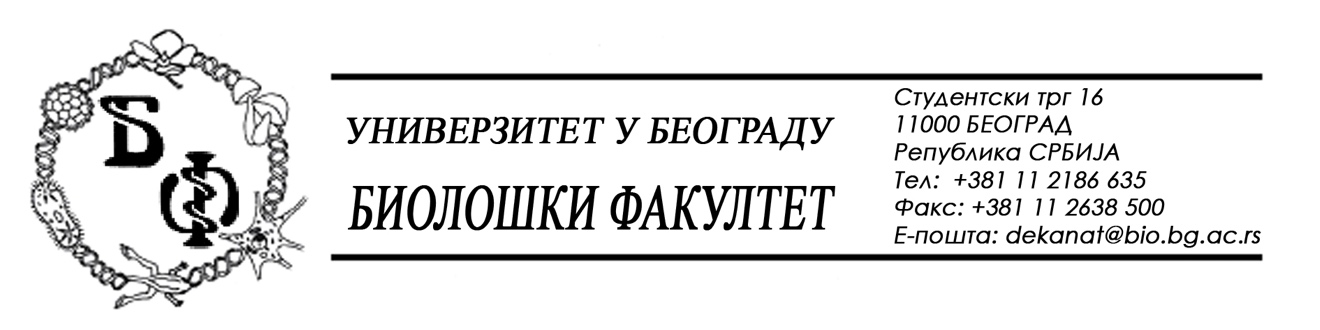 БФ
УНИВЕРЗИТЕТ У БЕОГРАДУ
БИОЛОШКИ ФАКУЛТЕТ
Студентски трг 16
11000 БЕОГРАД
Република СРБИЈА
Тел: +381 11 2186 635
Факс: +381 11 2638 500
Е-пошта: dekanat@bio.bg.ac.rs